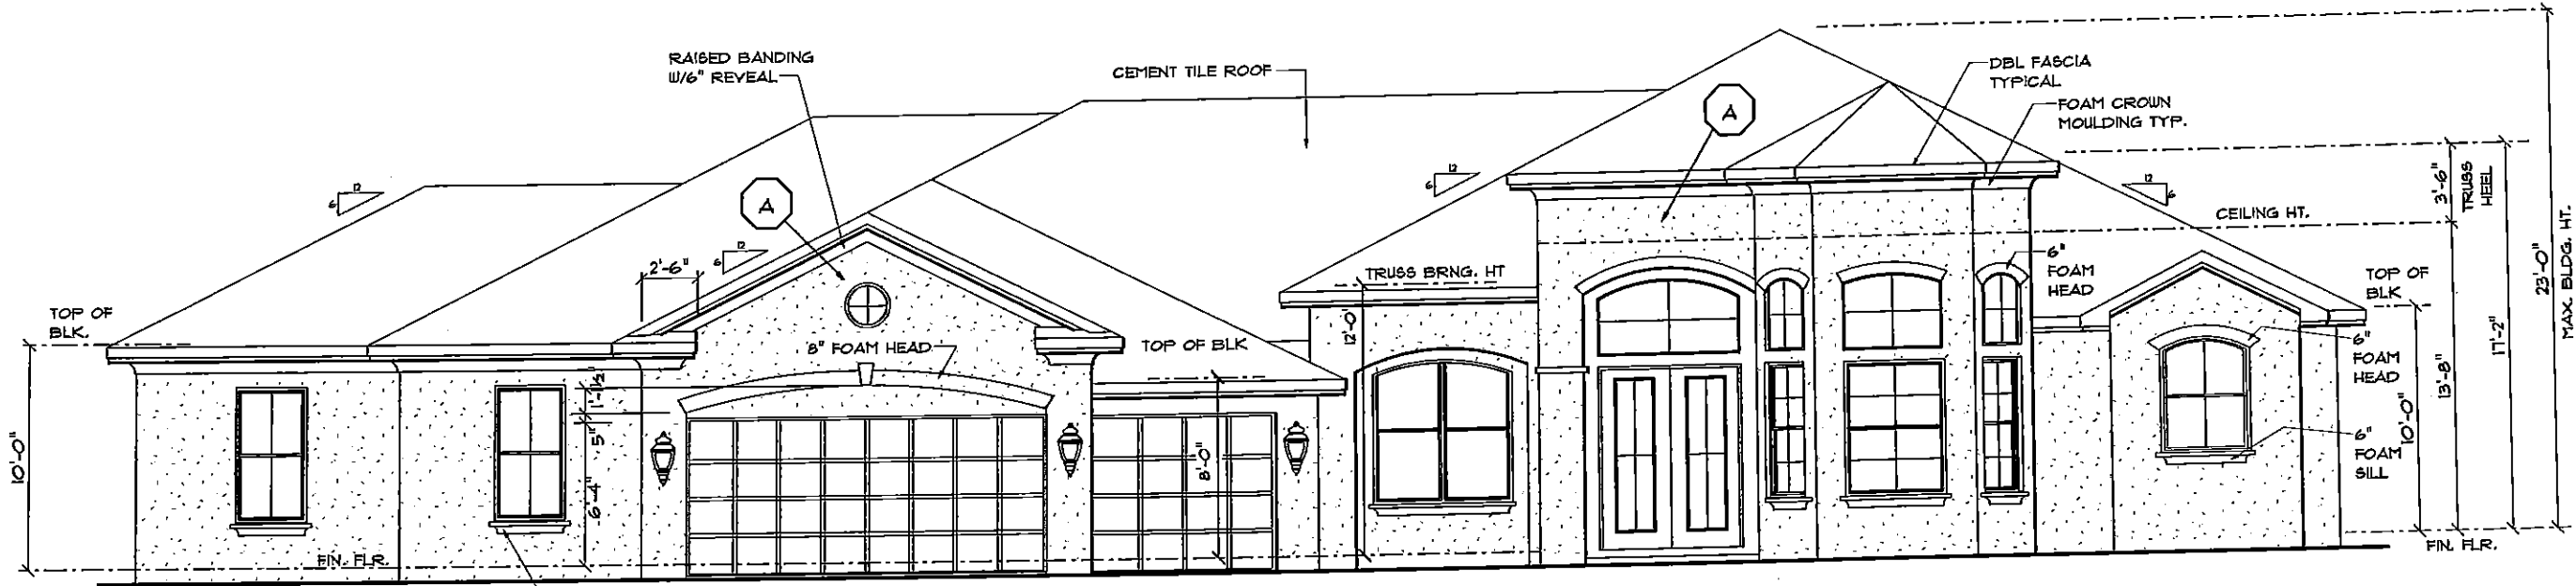 RAISED BANDING
W/6" REVEAL
CEMENT TILE ROOF
DBL FASCIA
TYPICAL
FOAM CROWN
MOULDING TYP.
A
A
12
6
12
6
12
6
12
6
2'-6"
TOP OF
BLK.
8" FOAM HEAD
TOP OF BLK
TRUSS BRNG. HT
CEILING HT.
6"
FOAM
HEAD
TOP OF
BLK
3'-6"
TRUSS
HEEL
23'-0"
MAX. BLDG. HT.
17'-2"
13'-8"
10'-0"
6"
FOAM
HEAD
6"
FOAM
SILL
12'-0"
8'-0"
1'-1½"
5"
6'-4"
10'-0"
FIN. FLR.
FIN. FLR.